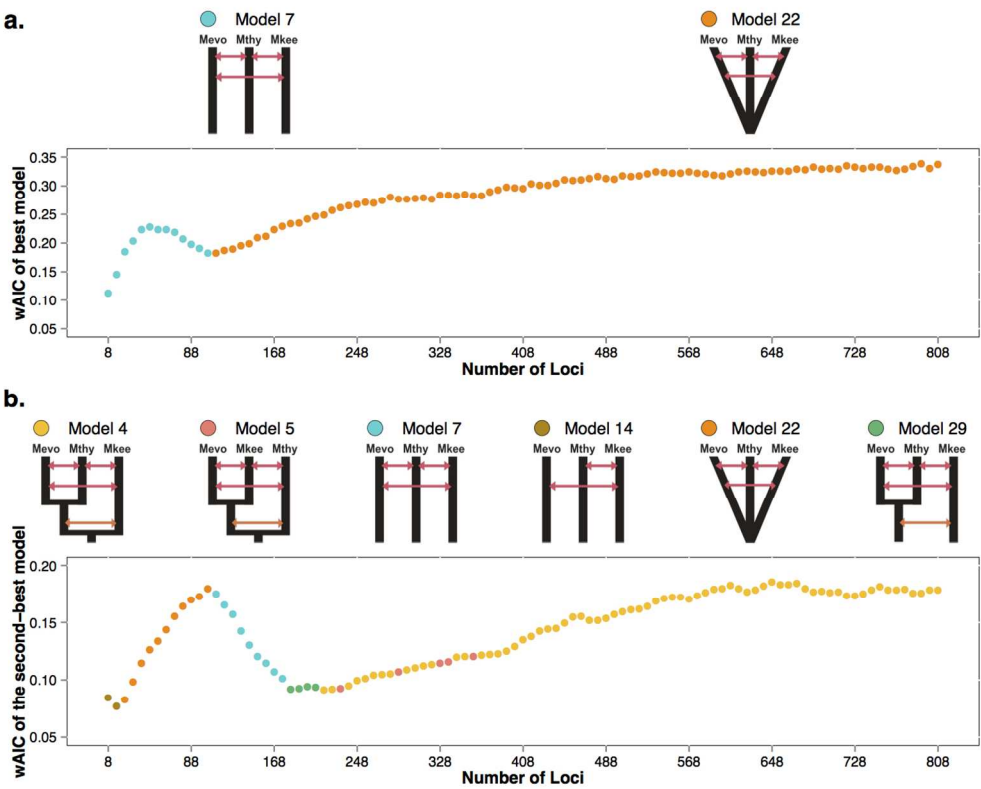 a.
Model 7 Model 22
Mevo Mthy Mkee Mevo Mthy Mkee
wAIC of best model
0.35
0.30
0.25
0.20
0.15
0.10
0.05
8 88 168 248 328 408 488 568 648 728 808
Number of Loci
b.
Model 4 Model 5 Model 7 Model 14 Model 22 Model 29
Mevo Mthy Mkee Mevo Mkee Mthy Mevo Mthy Mkee Mevo Mthy Mkee Mevo Mthy Mkee Mevo Mthy Mkee
wAIC of the second–best model
0.20
0.15
0.10
0.05
8 88 168 248 328 408 488 568 648 728 808
Number of Loci